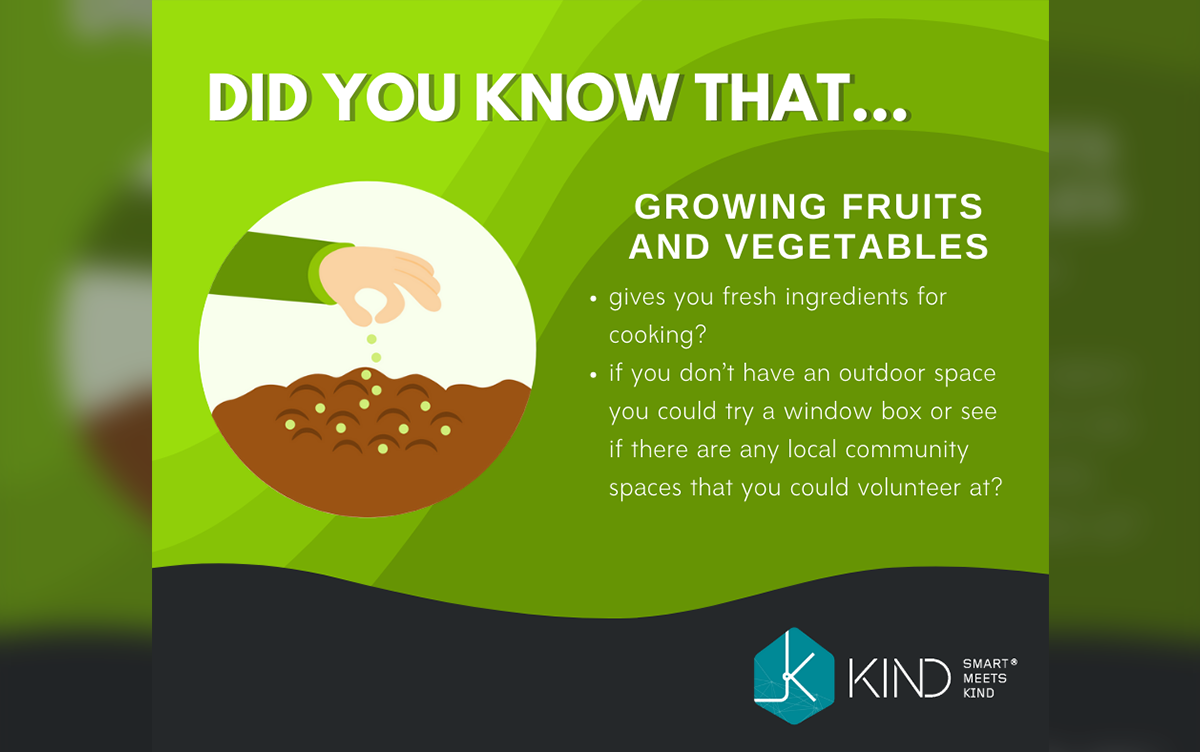 DID YOU KNOW THAT...
GROWING FRUITS
AND VEGETABLES
• gives you fresh ingredients for
cooking?
• if you don't have an outdoor space
you could try a window box or see
if there are any local community
spaces that you could volunteer at?
KIND
SMART®
MEETS
KIND